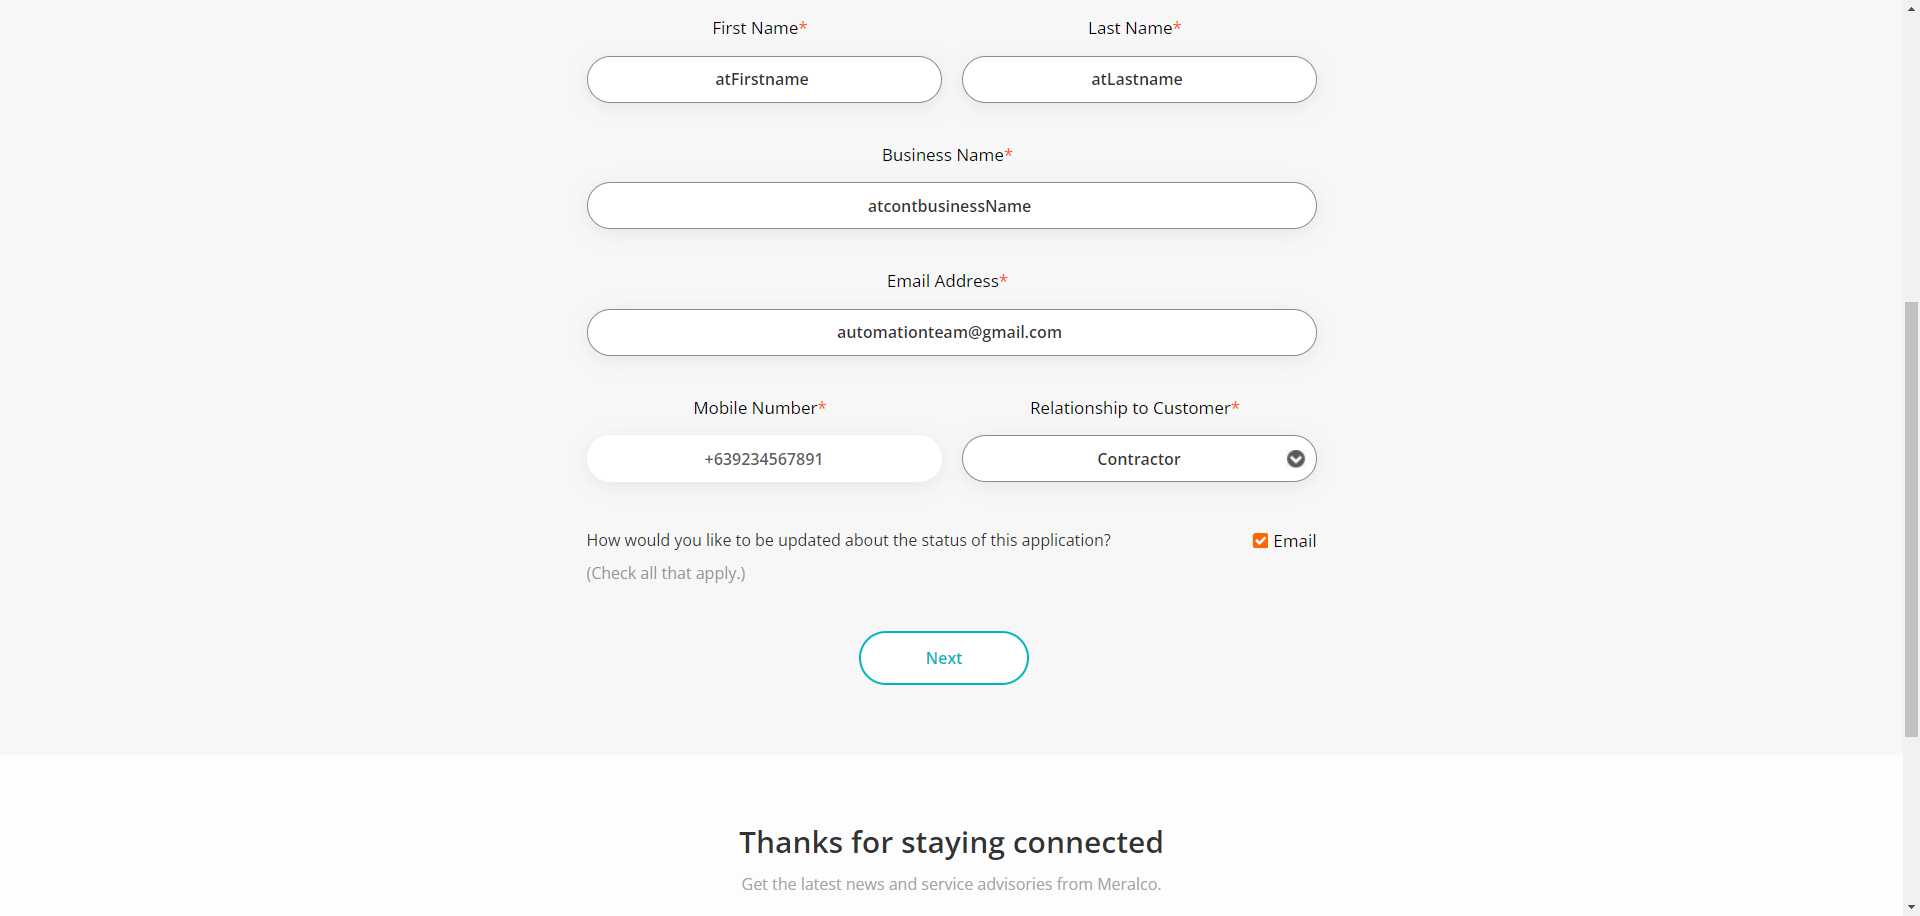 First Name* Last Name*
atFirstname atLastname
Business Name*
atcontbusinessName
Email Address*
automationteam@gmail.com
Mobile Number* Relationship to Customer*
+639234567891 Contractor
How would you like to be updated about the status of this application? Email
(Check all that apply.)
Next
Thanks for staying connected
Get the latest news and service advisories from Meralco.